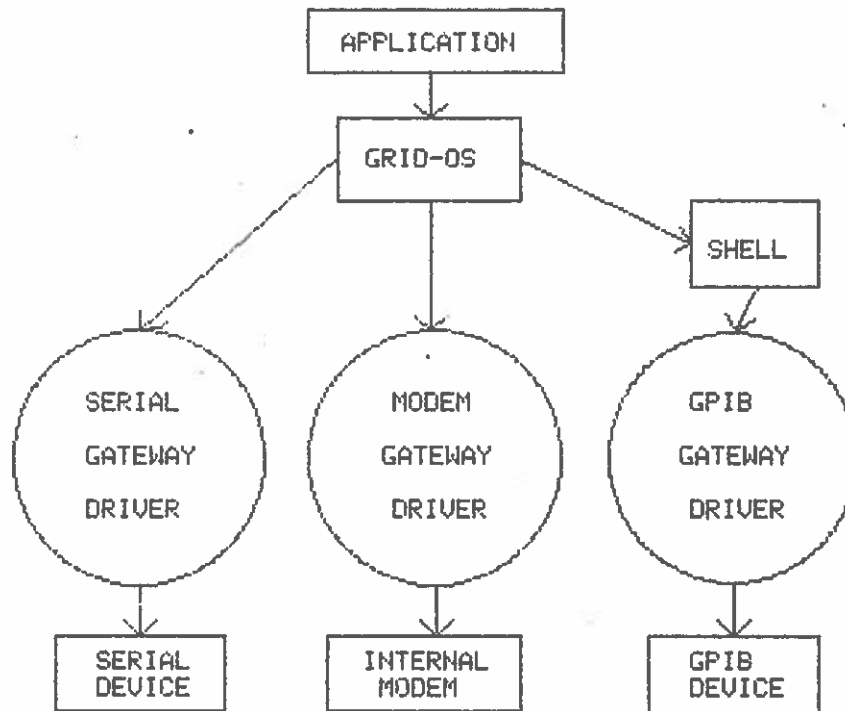 APPLICATION
GRID-OS
SHELL
SERIAL
GATEWAY
DRIVER
MODEM
GATEWAY
DRIVER
GPIB
GATEWAY
DRIVER
SERIAL
DEVICE
INTERNAL
MODEM
GPIB
DEVICE